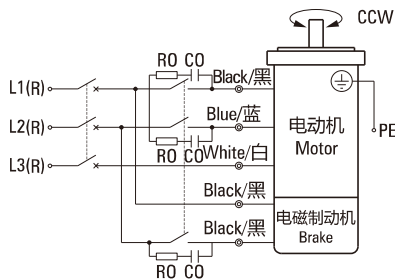 CCW
RO CO
L1(R)
Black/黑
L2(R)
Blue/蓝
电动机
Motor
PE
RO CO
L3(R)
White/白
Black/黑
Black/黑
电磁制动机
Brake
RO CO